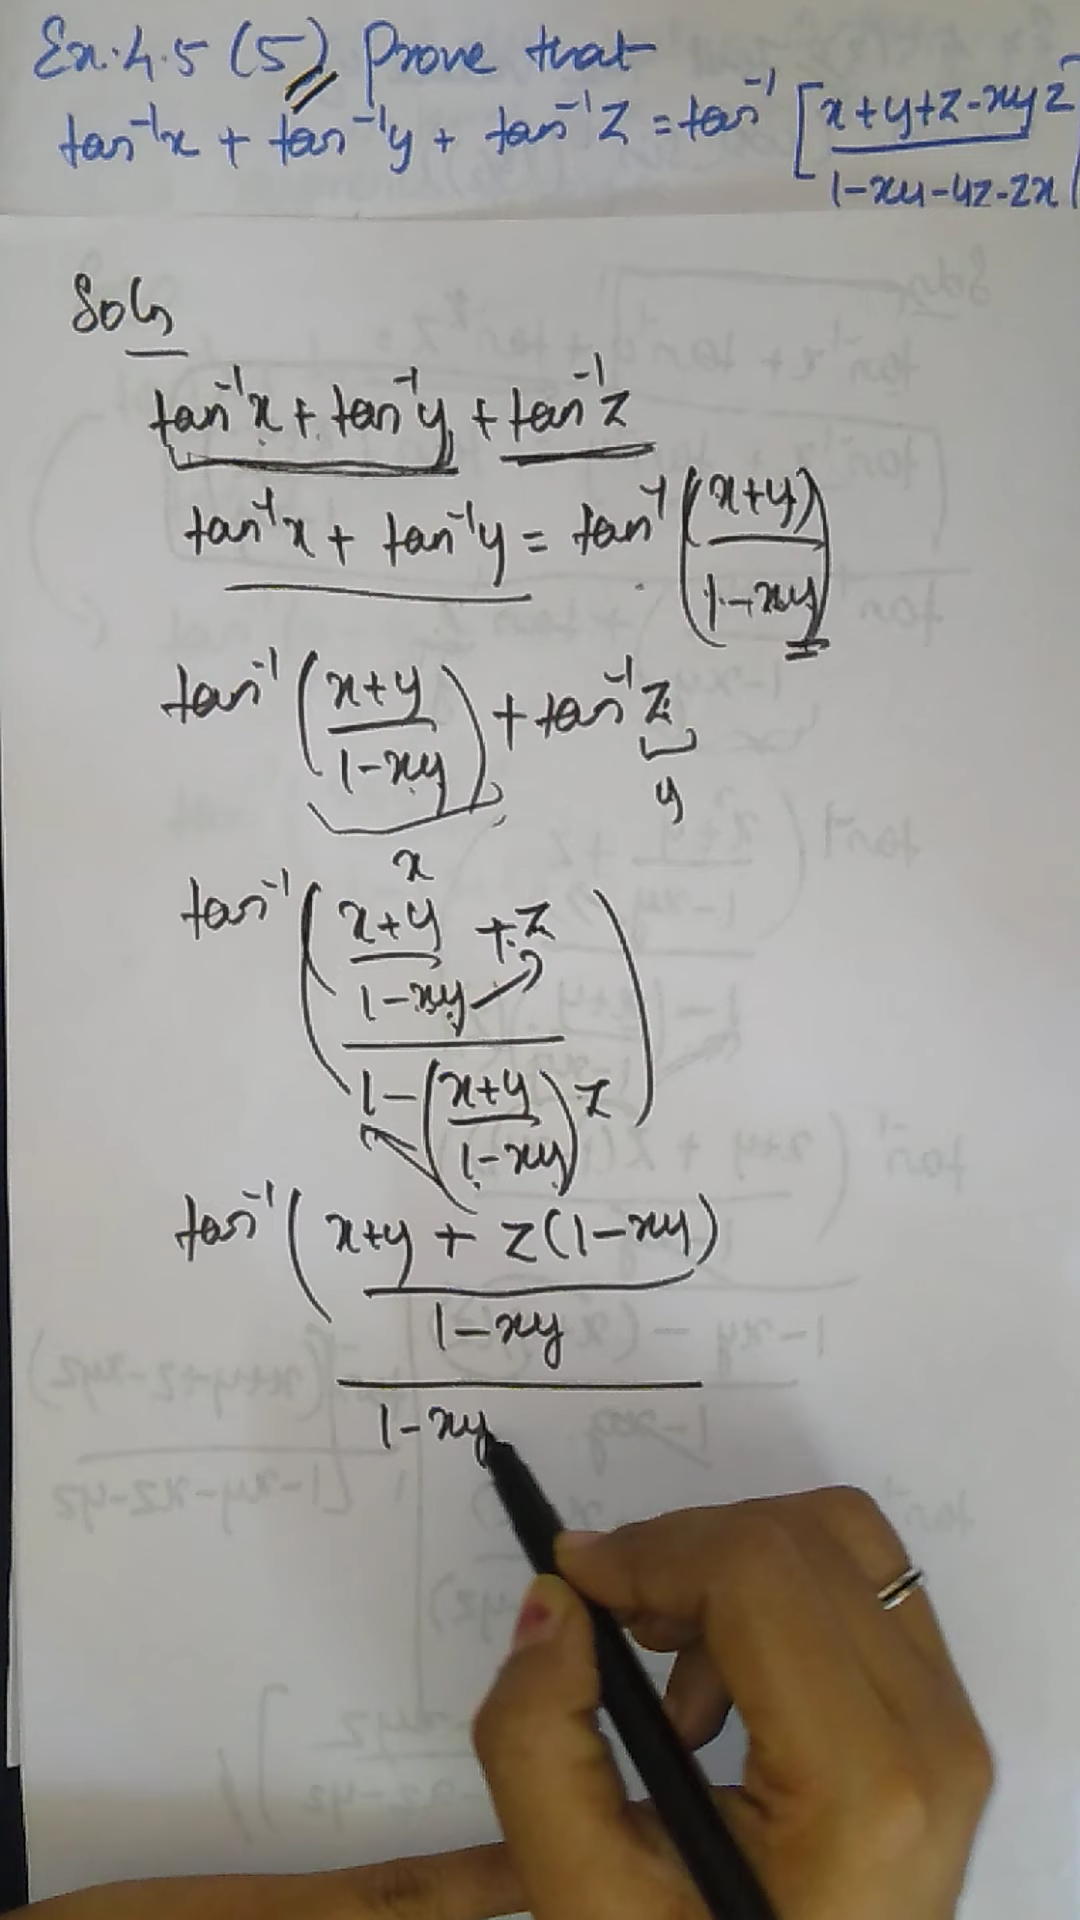 Ex.4.5 (5) Prove that
tan⁻¹x + tan⁻¹y + tan⁻¹z = tan⁻¹ [x+y+z-xyz
1-xy-yz-zx
Soln
tan⁻¹x + tan⁻¹y + tan⁻¹z
tan⁻¹x + tan⁻¹y = tan⁻¹ ((x+y)
1-xy)
tan⁻¹ (x+y
1-xy) + tan⁻¹z
x y
tan⁻¹ (x+y
1-xy + z
1-(x+y
1-xy) z)
tan⁻¹ (x+y + z(1-xy)
1-xy
1-xy